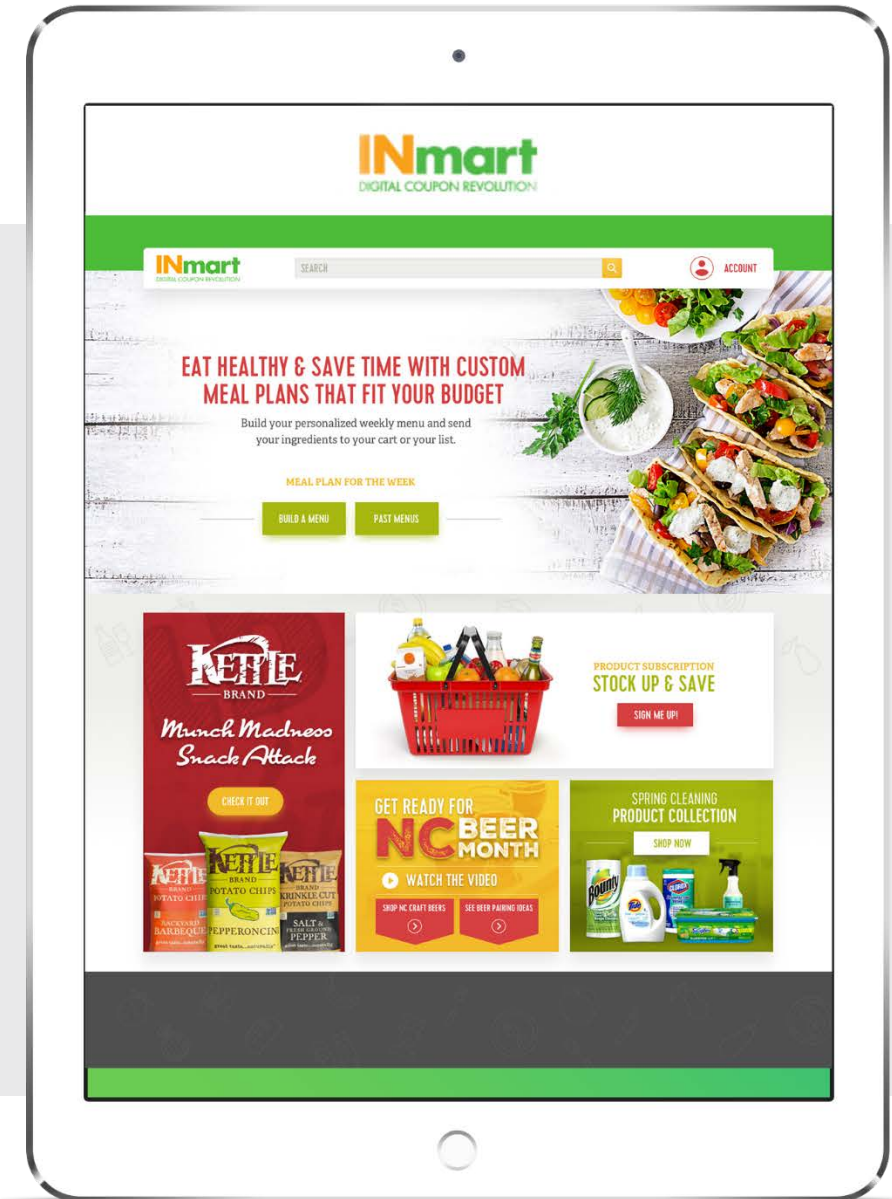 INmart
DIGITAL COUPON REVOLUTION
INmart
DIGITAL COUPON REVOLUTION
SEARCH
ACCOUNT
EAT HEALTHY & SAVE TIME WITH CUSTOM
MEAL PLANS THAT FIT YOUR BUDGET
Build your personalized weekly menu and send
your ingredients to your cart or your list.
MEAL PLAN FOR THE WEEK
BUILD A MENU
PAST MENUS
KETTLE
BRAND
Munch Madness
Snack Attack
CHECK IT OUT
KETTLE
BRAND
POTATO CHIPS
BACKYARD
BARBEQUE
KETTLE
BRAND
POTATO CHIPS
PEPPERONCINI
great taste...naturally
KETTLE
BRAND
KRINKLE CUT
POTATO CHIPS
SALT &
FRESH GROUND
PEPPER
PRODUCT SUBSCRIPTION
STOCK UP & SAVE
SIGN ME UP!
GET READY FOR
NC BEER
MONTH
WATCH THE VIDEO
SHOP NC CRAFT BEERS
SEE BEER PAIRING IDEAS
SPRING CLEANING
PRODUCT COLLECTION
SHOP NOW
Bounty
Tide
CLOROX